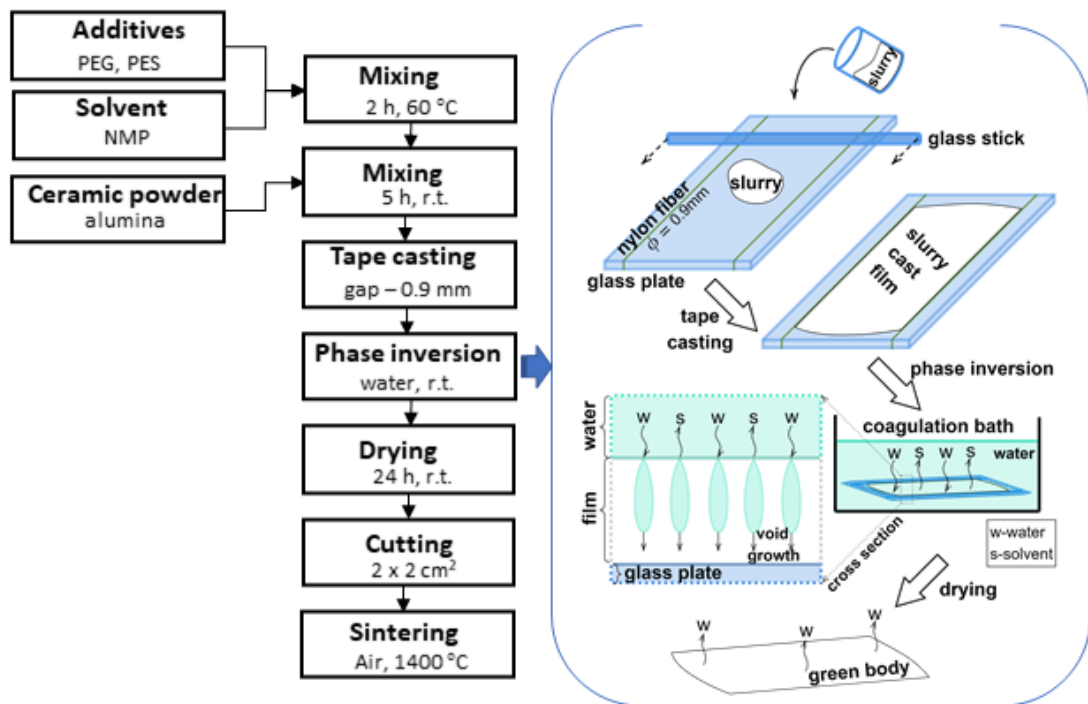 Additives
PEG, PES
Solvent
NMP
Ceramic powder
alumina
Mixing
2 h, 60 °C
Mixing
5 h, r.t.
Tape casting
gap – 0.9 mm
Phase inversion
water, r.t.
Drying
24 h, r.t.
Cutting
2 x 2 cm²
Sintering
Air, 1400 °C
slurry
glass stick
slurry
nylon fiber
φ = 0.9mm
glass plate
slurry
cast
film
tape
casting
phase inversion
coagulation bath
W S W S
water
w-water
s-solvent
water
W S W S W
film
void
growth
glass plate
cross section
drying
W
W
W
green body